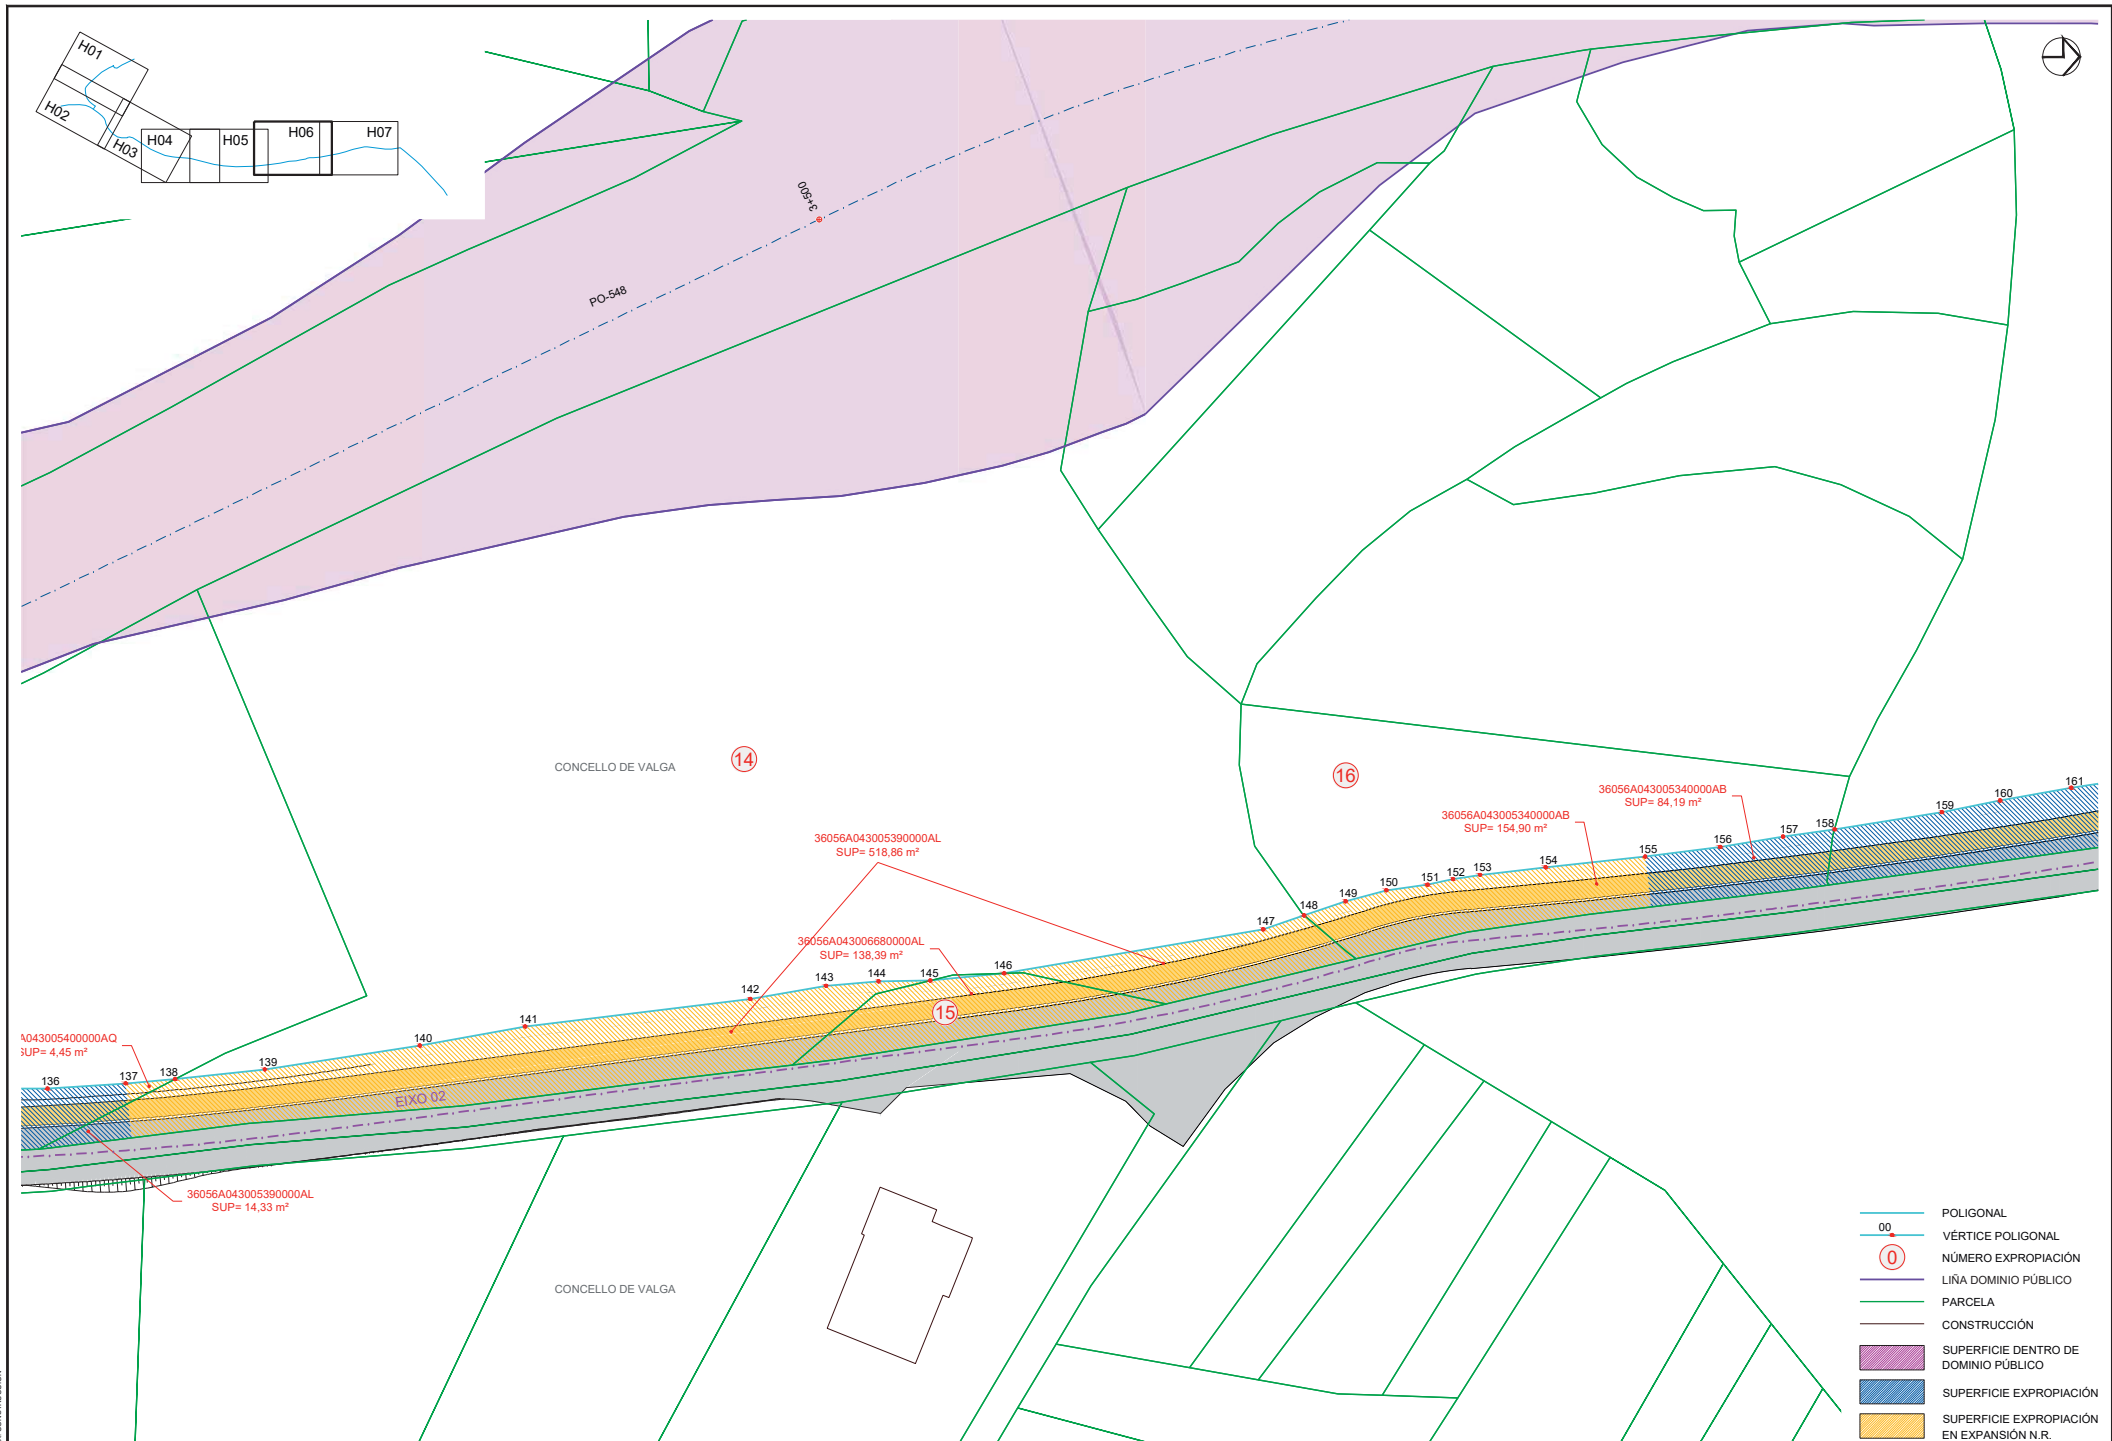 H01
H02
H03
H04
H05
H06
H07
3+500
PO-548
CONCELLO DE VALGA
14
16
36056A043005340000AB
SUP= 84,19 m²
36056A043005340000AB
SUP= 154,90 m²
36056A043005390000AL
SUP= 518,86 m²
36056A043006680000AL
SUP= 138,39 m²
15
A043005400000AQ
SUP= 4,45 m²
136
137
138
139
140
141
142
143
144
145
146
147
148
149
150
151
152
153
154
155
156
157
158
159
160
161
EIXO 02
36056A043005390000AL
SUP= 14,33 m²
CONCELLO DE VALGA
POLIGONAL
00
VÉRTICE POLIGONAL
0
NÚMERO EXPROPIACIÓN
LIÑA DOMINIO PÚBLICO
PARCELA
CONSTRUCCIÓN
SUPERFICIE DENTRO DE
DOMINIO PÚBLICO
SUPERFICIE EXPROPIACIÓN
SUPERFICIE EXPROPIACIÓN
EN EXPANSIÓN N.R.